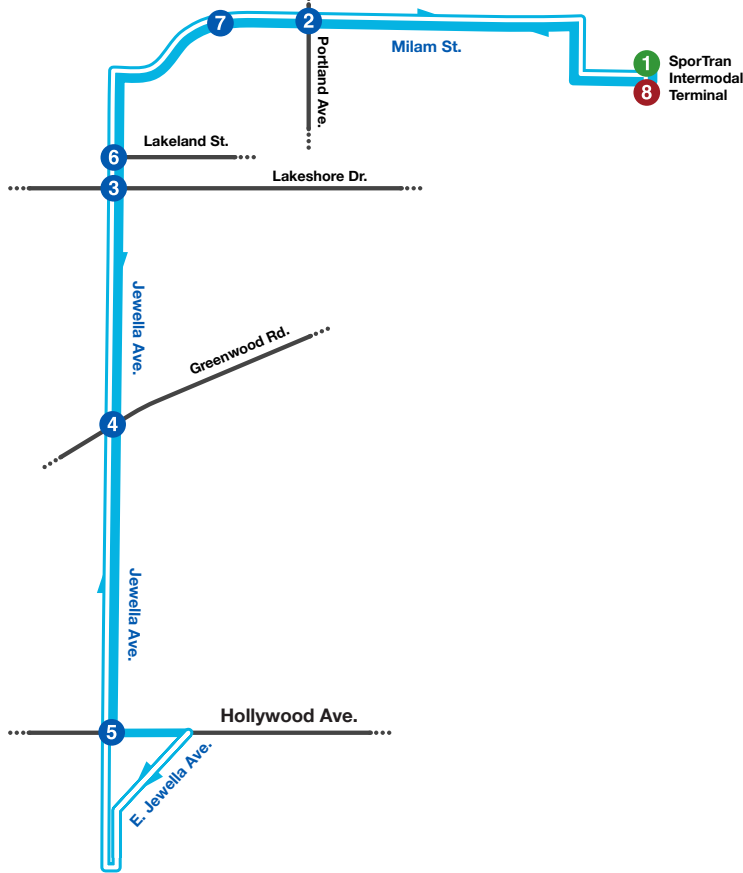 7
2
Milam St.
Portland Ave.
1
8
SporTran
Intermodal
Terminal
6
Lakeland St.
3
Lakeshore Dr.
Jewella Ave.
Greenwood Rd.
4
Jewella Ave.
5
Hollywood Ave.
E. Jewella Ave.